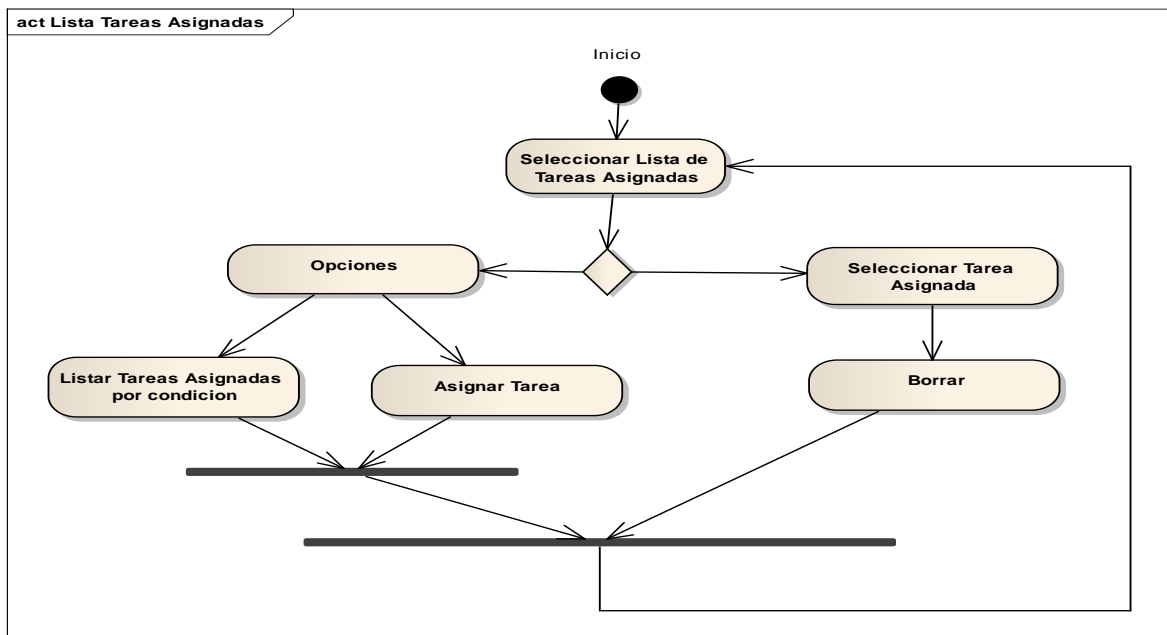 act Lista Tareas Asignadas
Inicio
Seleccionar Lista de
Tareas Asignadas
Opciones
Seleccionar Tarea
Asignada
Listar Tareas Asignadas
por condicion
Asignar Tarea
Borrar